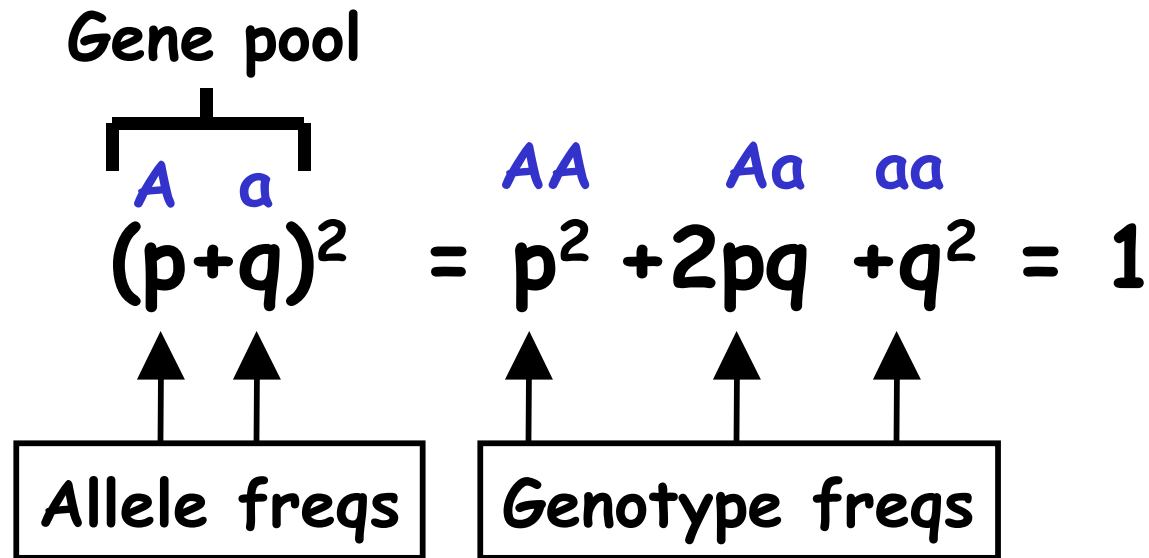 Gene pool
A a AA Aa aa
(p+q)² = p² +2pq +q² = 1
Allele freqs Genotype freqs